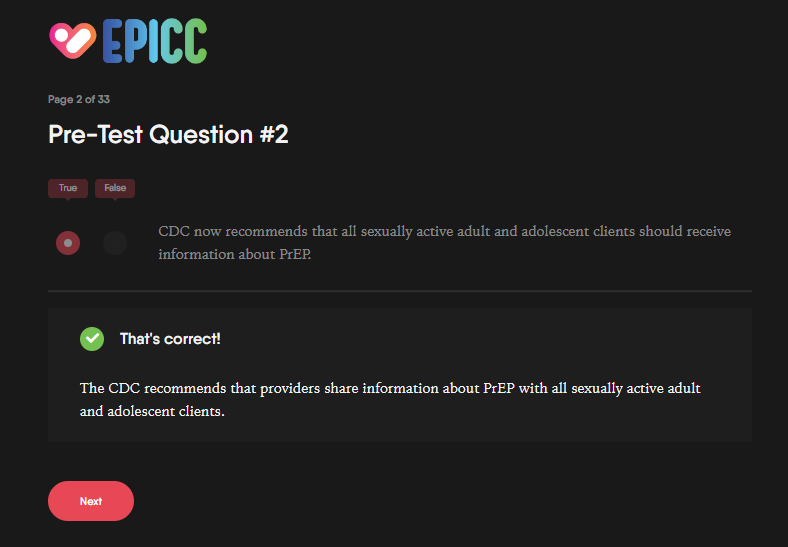 EPICC
Page 2 of 33
Pre-Test Question #2
True False
CDC now recommends that all sexually active adult and adolescent clients should receive
information about PrEP.
That's correct!
The CDC recommends that providers share information about PrEP with all sexually active adult
and adolescent clients.
Next